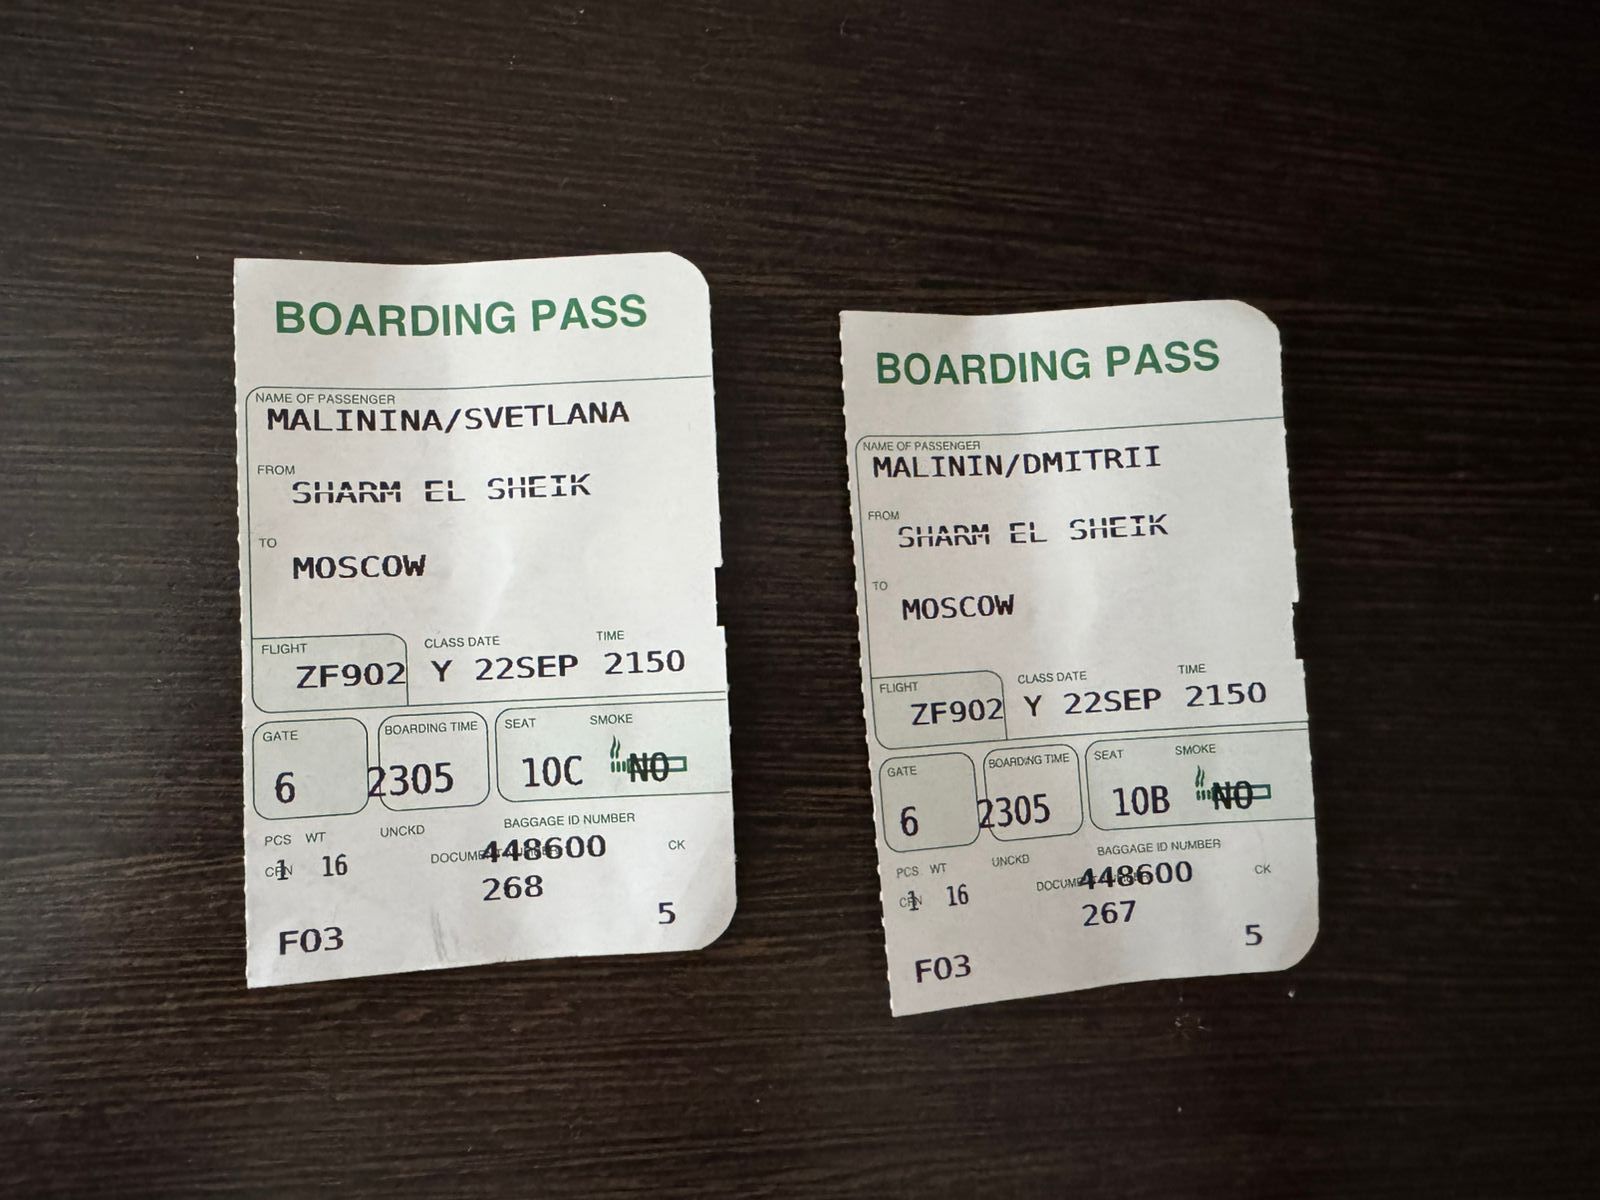 BOARDING PASS
NAME OF PASSENGER
MALININA/SVETLANA
FROM
SHARM EL SHEIK
TO
MOSCOW
FLIGHT CLASS DATE TIME
ZF902 Y 22SEP 2150
GATE BOARDING TIME SEAT SMOKE
6 2305 10C NO
PCS WT UNCKD BAGGAGE ID NUMBER
1 16 448600 CK
268
F03 5
BOARDING PASS
NAME OF PASSENGER
MALININ/DMITRII
FROM
SHARM EL SHEIK
TO
MOSCOW
FLIGHT CLASS DATE TIME
ZF902 Y 22SEP 2150
GATE BOARDING TIME SEAT SMOKE
6 2305 10B NO
PCS WT UNCKD BAGGAGE ID NUMBER
1 16 448600 CK
267
F03 5